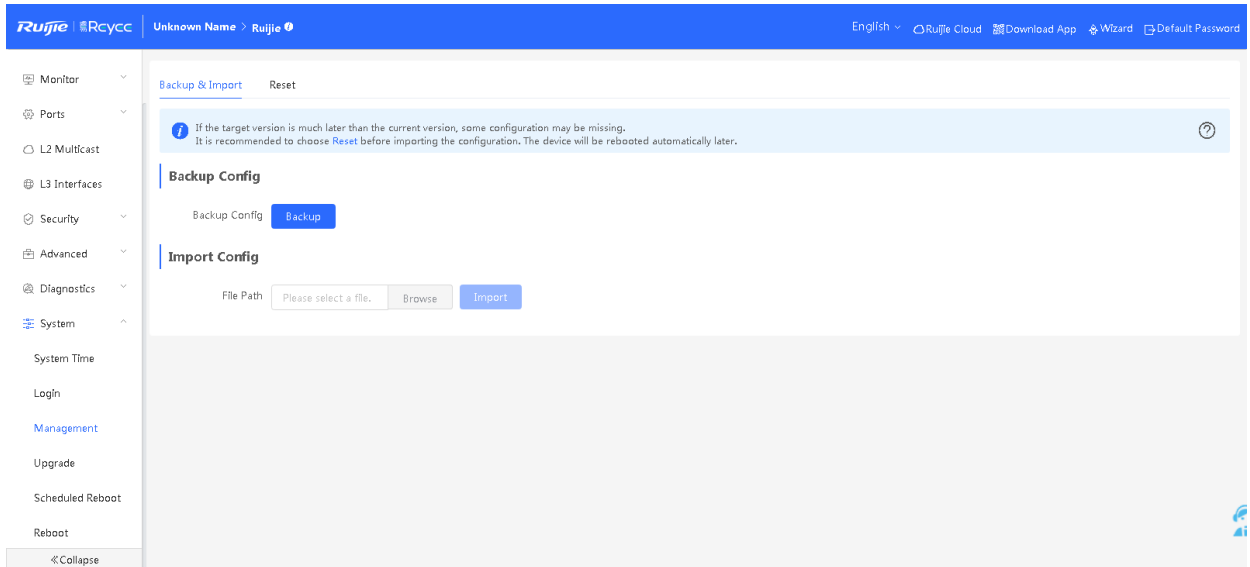 Ruijie | Rcycc
Unknown Name > Ruijie
English
Ruijie Cloud
Download App
Wizard
Default Password
Monitor
Ports
L2 Multicast
L3 Interfaces
Security
Advanced
Diagnostics
System
System Time
Login
Management
Upgrade
Scheduled Reboot
Reboot
«Collapse
Backup & Import
Reset
If the target version is much later than the current version, some configuration may be missing.
It is recommended to choose Reset before importing the configuration. The device will be rebooted automatically later.
Backup Config
Backup Config
Backup
Import Config
File Path
Please select a file.
Browse
Import